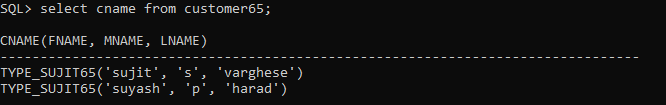 SQL> select cname from customer65;
CNAME(FNAME, MNAME, LNAME)
--------------------------------------------------------------------------------
TYPE_SUJIT65('sujit', 's', 'varghese')
TYPE_SUJIT65('suyash', 'p', 'harad')